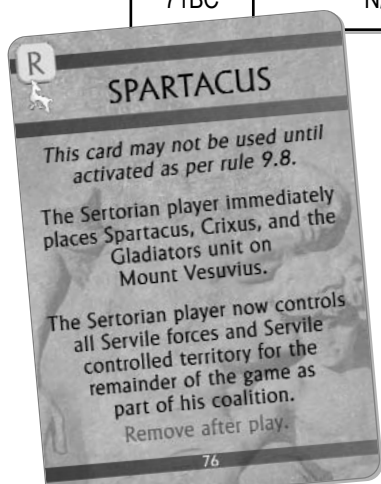 71BC
R
SPARTACUS
This card may not be used until
activated as per rule 9.8.
The Sertorian player immediately
places Spartacus, Crixus, and the
Gladiators unit on
Mount Vesuvius.
The Sertorian player now controls
all Servile forces and Servile
controlled territory for the
remainder of the game as
part of his coalition.
Remove after play.
76